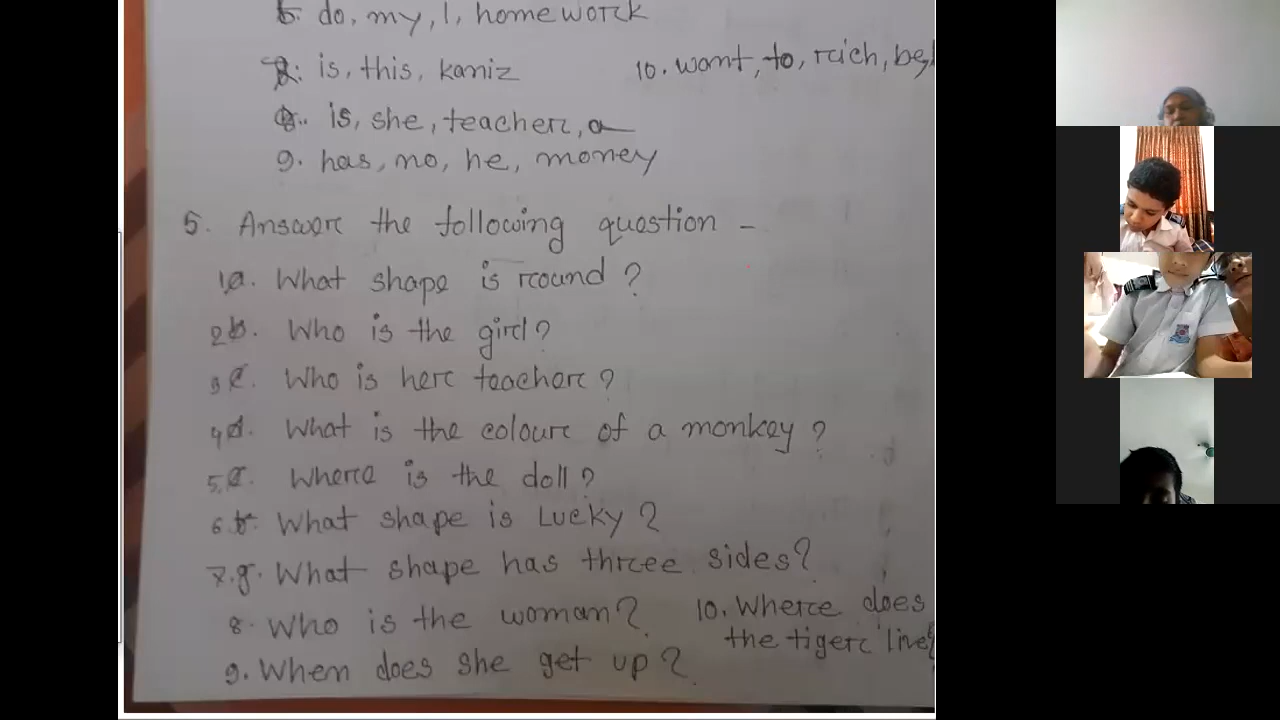 6. do, my, I, homework
7. is, this, kaniz
10. want, to, rich, be,
8. is, she, teacher, a
9. has, no, he, money
5. Answer the following question -
1. a. What shape is round ?
2. b. Who is the girl?
3. c. Who is her teacher?
4. d. What is the colour of a monkey ?
5. e. Where is the doll?
6. f. What shape is Lucky ?
7. g. What shape has three sides?
8. Who is the woman?
10. Where does
the tiger live?
9. When does she get up ?